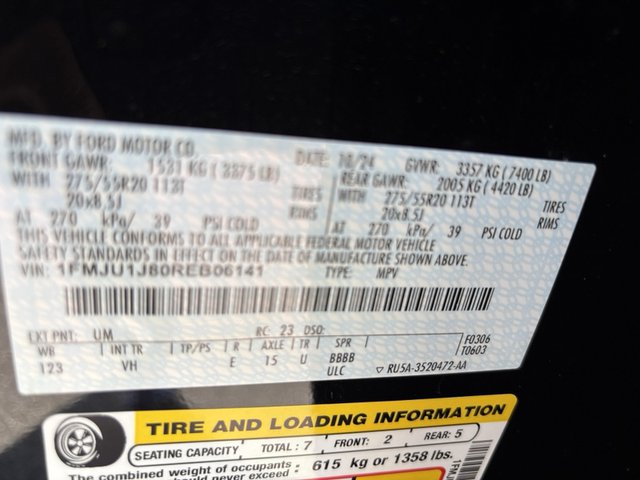 MFD. BY FORD MOTOR CO.
DATE: 10/24 GVWR: 3357 KG (7400 LB)
FRONT GAWR: 1531 KG (3375 LB) REAR GAWR: 2005 KG (4420 LB)
WITH 275/55R20 113T TIRES WITH 275/55R20 113T TIRES
20x8.5J RIMS 20x8.5J RIMS
AT 270 kPa/ 39 PSI COLD AT 270 kPa/ 39 PSI COLD
THIS VEHICLE CONFORMS TO ALL APPLICABLE FEDERAL MOTOR VEHICLE
SAFETY STANDARDS IN EFFECT ON THE DATE OF MANUFACTURE SHOWN ABOVE.
VIN: 1FMJU1J80REB06141 TYPE: MPV
EXT PNT: UM RC: 23 DSO: F0306
WB INT TR TP/PS R AXLE TR SPR T0603
123 VH E 15 U BBBB
ULC ▽ RU5A-3520472-AA
TIRE AND LOADING INFORMATION
SEATING CAPACITY TOTAL: 7 FRONT: 2 REAR: 5
The combined weight of occupants
should never exceed : 615 kg or 1358 lbs.